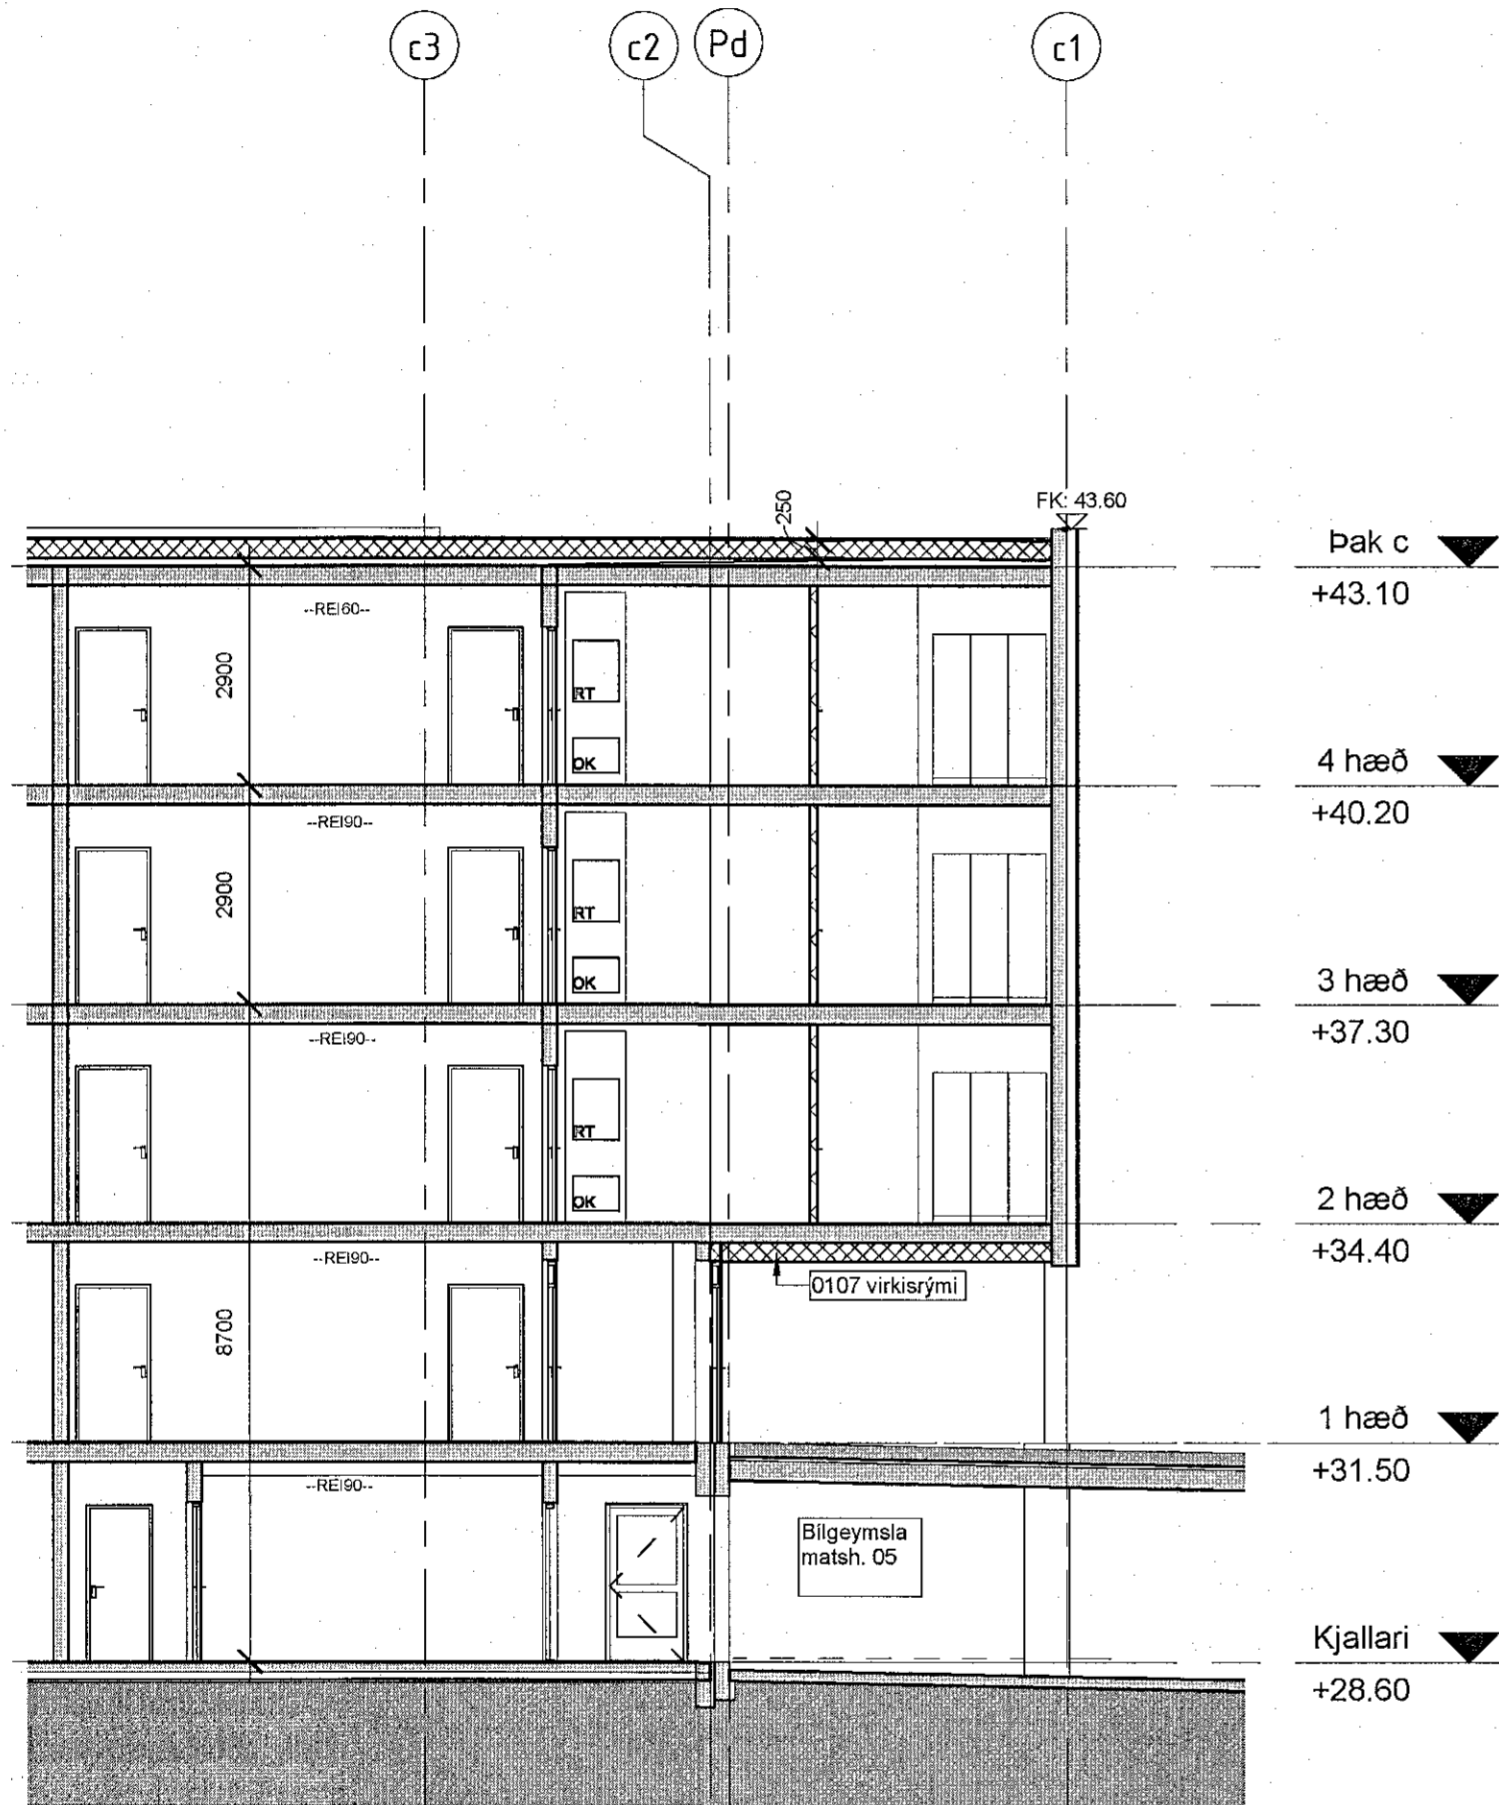 c3
c2
Pd
c1
250
FK: 43.60
Þak c
+43.10
--REI60--
2900
RT
OK
4 hæð
+40.20
--REI90--
2900
RT
OK
3 hæð
+37.30
--REI90--
RT
OK
2 hæð
+34.40
--REI90--
0107 virkisrými
8700
1 hæð
+31.50
--REI90--
Bílgeymsla
matsh. 05
Kjallari
+28.60